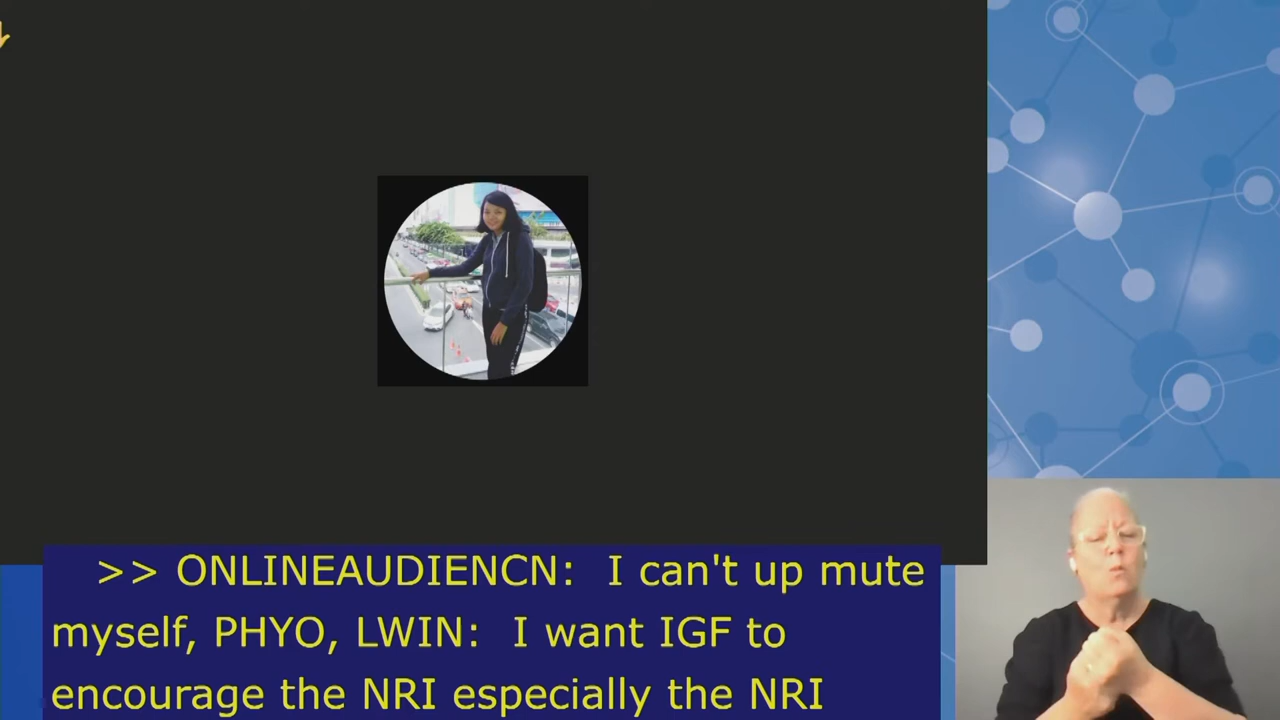 >> ONLINEAUDIENCN: I can't up mute
myself, PHYO, LWIN: I want IGF to
encourage the NRI especially the NRI